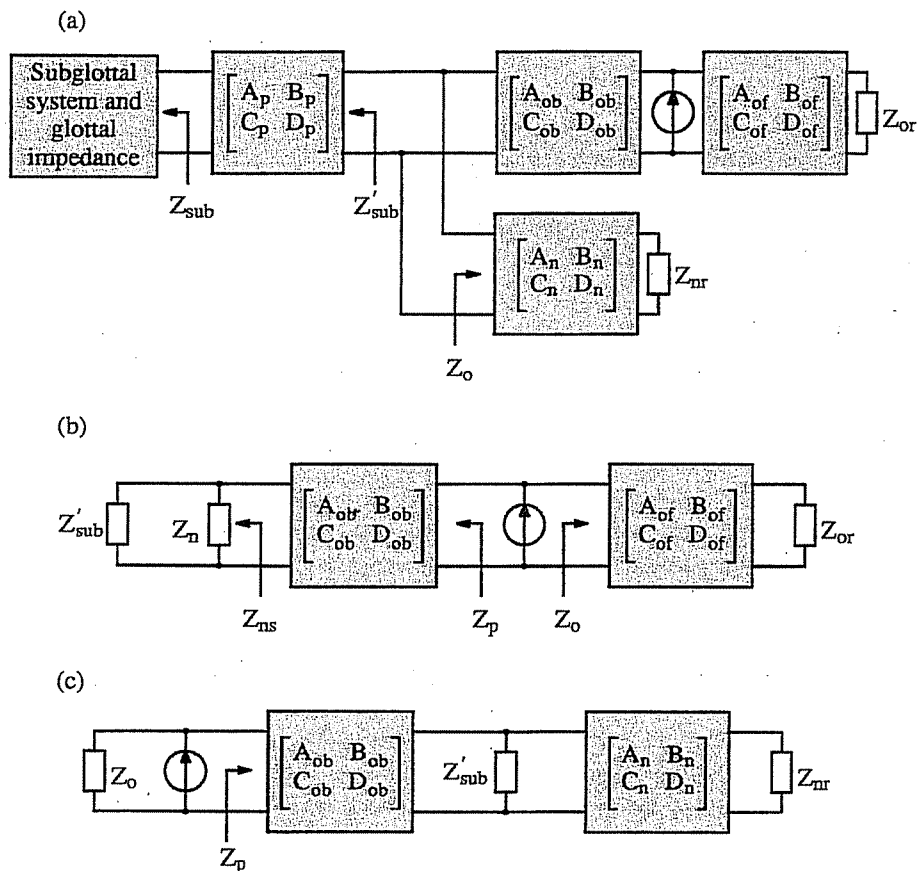 (a)
Subglottal
system and
glottal
impedance
A_p B_p
C_p D_p
A_ob B_ob
C_ob D_ob
A_of B_of
C_of D_of
Z_or
Z_sub
Z'_sub
A_n B_n
C_n D_n
Z_nr
Z_o
(b)
Z'_sub
Z_n
A_ob B_ob
C_ob D_ob
A_of B_of
C_of D_of
Z_or
Z_ns
Z_p
Z_o
(c)
Z_o
A_ob B_ob
C_ob D_ob
Z'_sub
A_n B_n
C_n D_n
Z_nr
Z_p